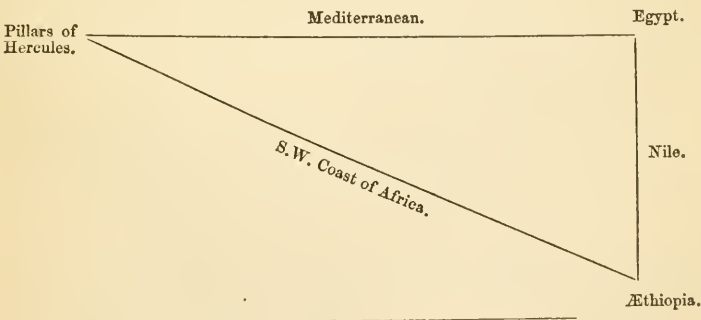 Mediterranean.
Egypt.
Pillars of
Hercules.
Nile.
S.W. Coast of Africa.
Æthiopia.